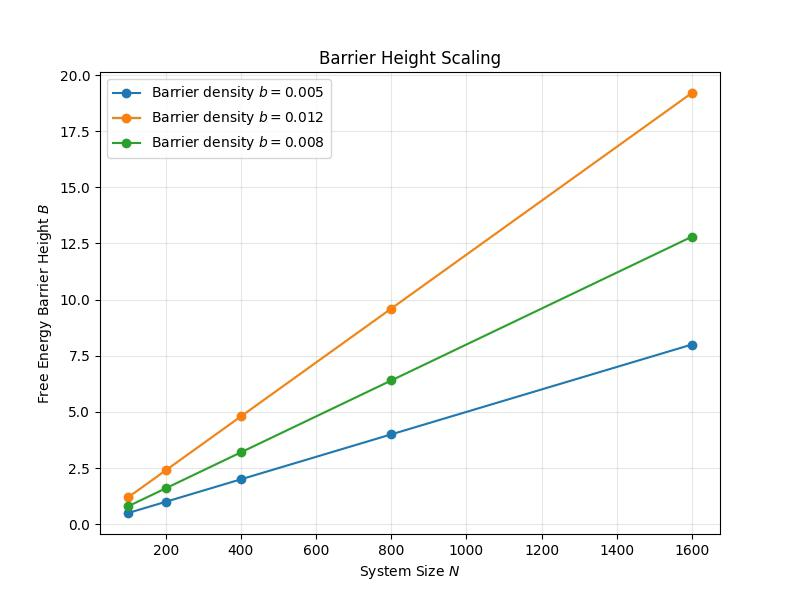 Barrier Height Scaling
Barrier density b = 0.005
Barrier density b = 0.012
Barrier density b = 0.008
Free Energy Barrier Height B
20.0
17.5
15.0
12.5
10.0
7.5
5.0
2.5
0.0
200 400 600 800 1000 1200 1400 1600
System Size N